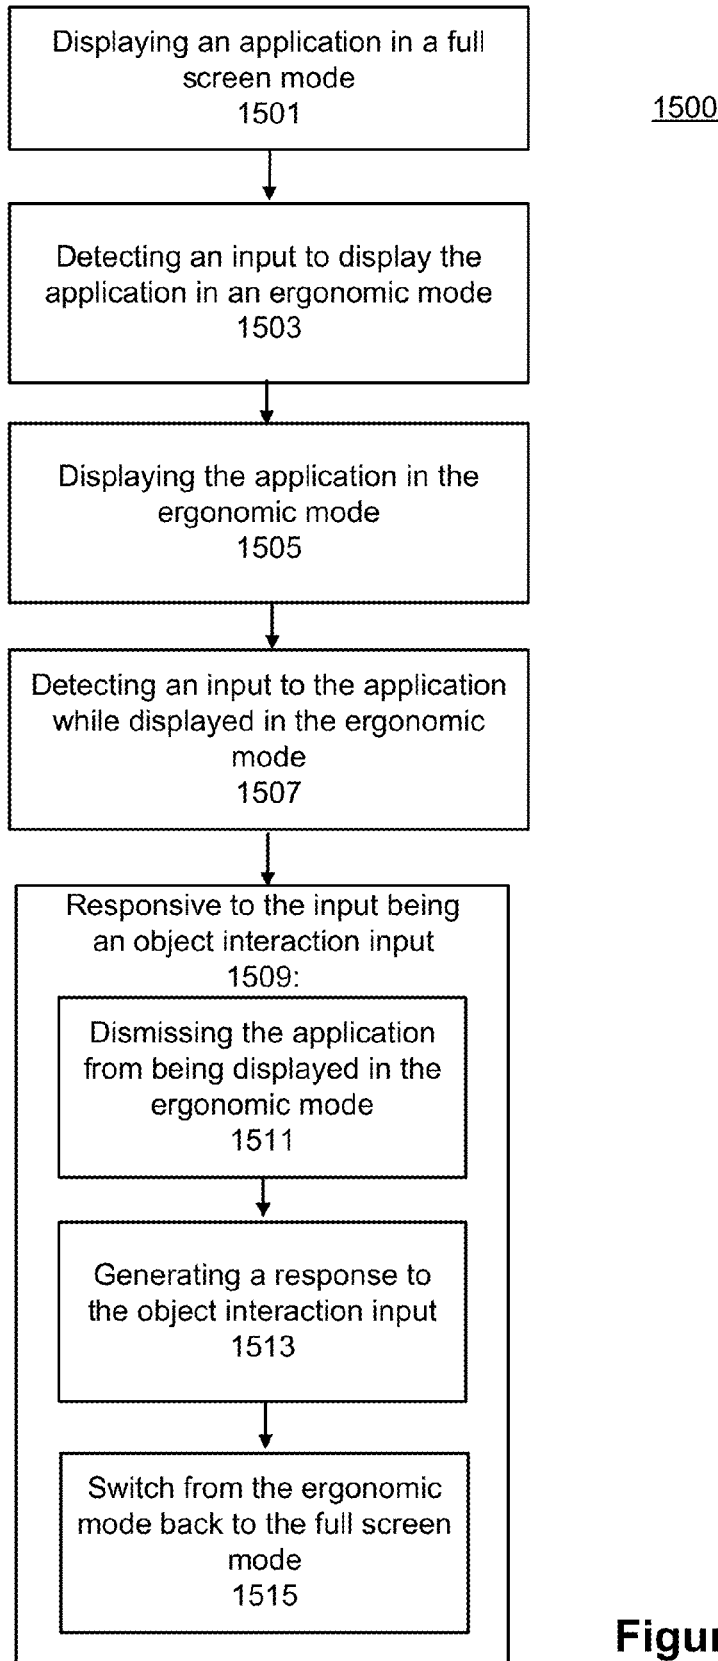 Displaying an application in a full
screen mode
1501
1500
Detecting an input to display the
application in an ergonomic mode
1503
Displaying the application in the
ergonomic mode
1505
Detecting an input to the application
while displayed in the ergonomic
mode
1507
Responsive to the input being
an object interaction input
1509:
Dismissing the application
from being displayed in the
ergonomic mode
1511
Generating a response to
the object interaction input
1513
Switch from the ergonomic
mode back to the full screen
mode
1515
Figur